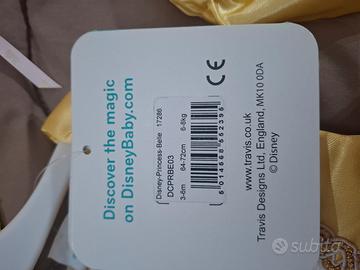 Discover the magic
on DisneyBaby.com
Disney-Princess-Belle 17286
DCPRBE03
3-6m 64-72cm 6-8kg
5014568662396
CE
www.travis.co.uk
Travis Designs Ltd, England, MK10 0DA
© Disney
subito